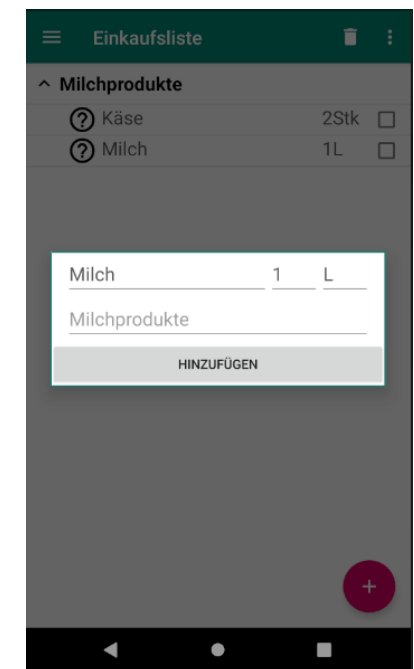 Einkaufsliste
Milchprodukte
Käse 2Stk
Milch 1L
Milch 1 L
Milchprodukte
HINZUFÜGEN